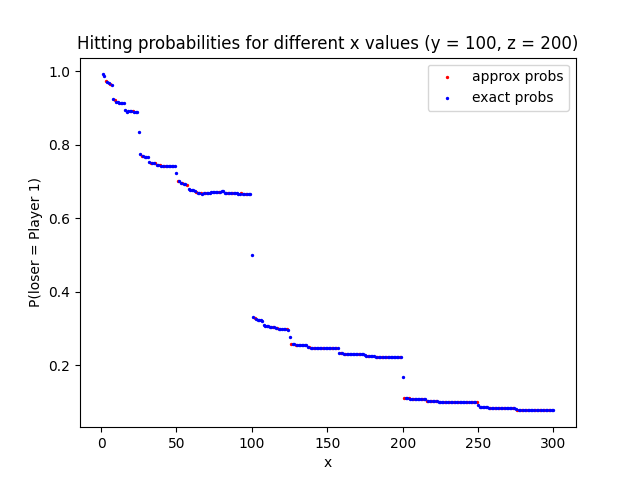 Hitting probabilities for different x values (y = 100, z = 200)
approx probs
exact probs
P(loser = Player 1)
1.0
0.8
0.6
0.4
0.2
0 50 100 150 200 250 300
x